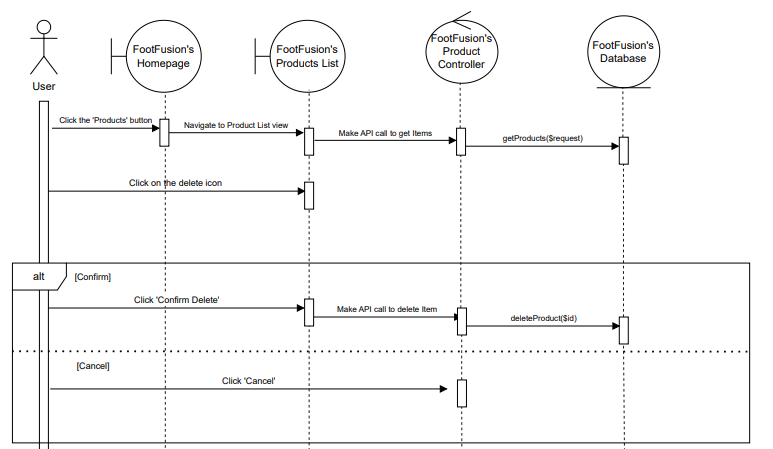 FootFusion's
Homepage
FootFusion's
Products List
FootFusion's
Product
Controller
FootFusion's
Database
User
Click the 'Products' button
Navigate to Product List view
Make API call to get Items
getProducts($request)
Click on the delete icon
alt
[Confirm]
Click 'Confirm Delete'
Make API call to delete Item
deleteProduct($id)
[Cancel]
Click 'Cancel'